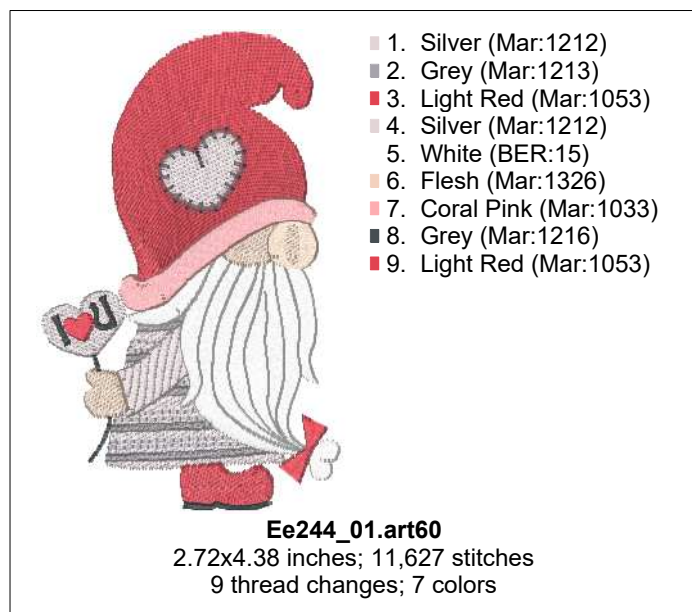 1. Silver (Mar:1212)
2. Grey (Mar:1213)
3. Light Red (Mar:1053)
4. Silver (Mar:1212)
5. White (BER:15)
6. Flesh (Mar:1326)
7. Coral Pink (Mar:1033)
8. Grey (Mar:1216)
9. Light Red (Mar:1053)
I U
Ee244_01.art60
2.72x4.38 inches; 11,627 stitches
9 thread changes; 7 colors